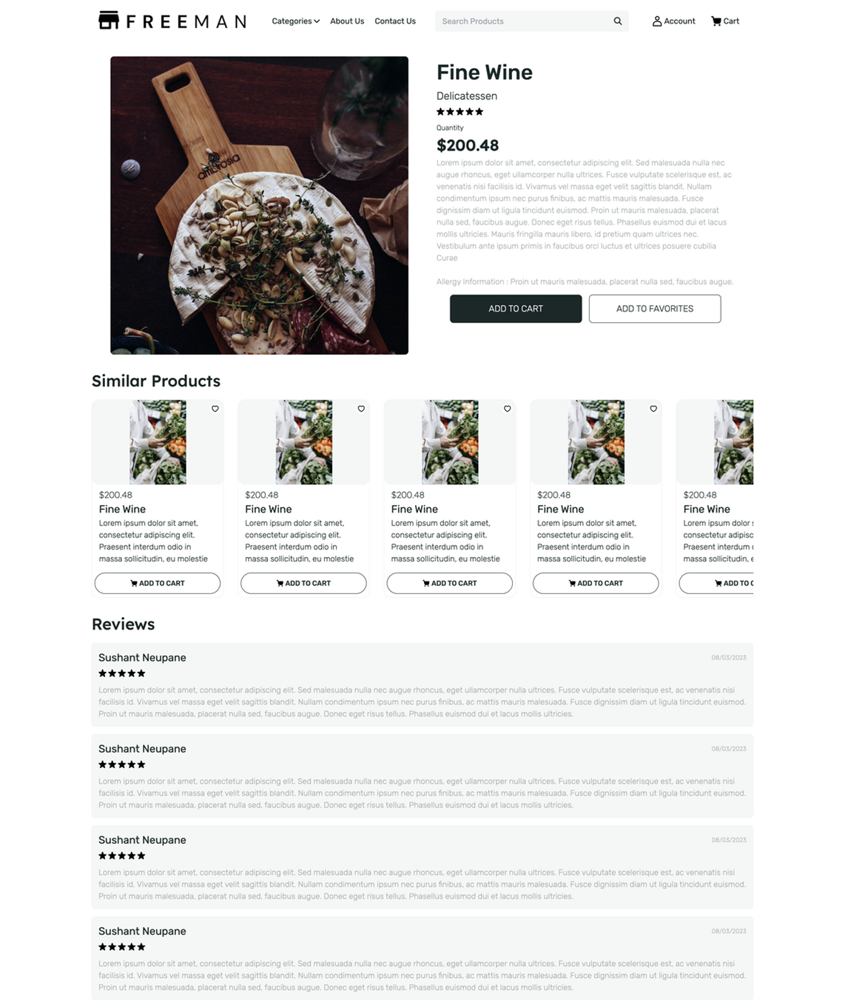 FREEMAN
Categories About Us Contact Us Search Products Account Cart
ambrosia
Fine Wine
Delicatessen
Quantity
$200.48
Lorem ipsum dolor sit amet, consectetur adipiscing elit. Sed malesuada nulla nec
augue rhoncus, eget ullamcorper nulla ultrices. Fusce vulputate scelerisque est, ac
venenatis nisi facilisis id. Vivamus vel massa eget velit sagittis blandit. Nullam
condimentum ipsum nec purus finibus, ac mattis mauris malesuada. Fusce
dignissim diam ut ligula tincidunt euismod. Proin ut mauris malesuada, placerat
nulla sed, faucibus augue. Donec eget risus tellus. Phasellus euismod dui et lacus
mollis ultricies. Mauris fringilla mauris libero, id pretium quam ultrices nec.
Vestibulum ante ipsum primis in faucibus orci luctus et ultrices posuere cubilia
Curae
Allergy Information : Proin ut mauris malesuada, placerat nulla sed, faucibus augue.
ADD TO CART ADD TO FAVORITES
Similar Products
$200.48
Fine Wine
Lorem ipsum dolor sit amet,
consectetur adipiscing elit.
Praesent interdum odio in
massa sollicitudin, eu molestie
ADD TO CART
$200.48
Fine Wine
Lorem ipsum dolor sit amet,
consectetur adipiscing elit.
Praesent interdum odio in
massa sollicitudin, eu molestie
ADD TO CART
$200.48
Fine Wine
Lorem ipsum dolor sit amet,
consectetur adipiscing elit.
Praesent interdum odio in
massa sollicitudin, eu molestie
ADD TO CART
$200.48
Fine Wine
Lorem ipsum dolor sit amet,
consectetur adipiscing elit.
Praesent interdum odio in
massa sollicitudin, eu molestie
ADD TO CART
$200.48
Fine Wine
Lorem ipsum dolor
consectetur adipisc
Praesent interdum
massa sollicitudin,
ADD TO
Reviews
Sushant Neupane 08/03/2023
Lorem ipsum dolor sit amet, consectetur adipiscing elit. Sed malesuada nulla nec augue rhoncus, eget ullamcorper nulla ultrices. Fusce vulputate scelerisque est, ac venenatis nisi
facilisis id. Vivamus vel massa eget velit sagittis blandit. Nullam condimentum ipsum nec purus finibus, ac mattis mauris malesuada. Fusce dignissim diam ut ligula tincidunt euismod.
Proin ut mauris malesuada, placerat nulla sed, faucibus augue. Donec eget risus tellus. Phasellus euismod dui et lacus mollis ultricies.
Sushant Neupane 08/03/2023
Lorem ipsum dolor sit amet, consectetur adipiscing elit. Sed malesuada nulla nec augue rhoncus, eget ullamcorper nulla ultrices. Fusce vulputate scelerisque est, ac venenatis nisi
facilisis id. Vivamus vel massa eget velit sagittis blandit. Nullam condimentum ipsum nec purus finibus, ac mattis mauris malesuada. Fusce dignissim diam ut ligula tincidunt euismod.
Proin ut mauris malesuada, placerat nulla sed, faucibus augue. Donec eget risus tellus. Phasellus euismod dui et lacus mollis ultricies.
Sushant Neupane 08/03/2023
Lorem ipsum dolor sit amet, consectetur adipiscing elit. Sed malesuada nulla nec augue rhoncus, eget ullamcorper nulla ultrices. Fusce vulputate scelerisque est, ac venenatis nisi
facilisis id. Vivamus vel massa eget velit sagittis blandit. Nullam condimentum ipsum nec purus finibus, ac mattis mauris malesuada. Fusce dignissim diam ut ligula tincidunt euismod.
Proin ut mauris malesuada, placerat nulla sed, faucibus augue. Donec eget risus tellus. Phasellus euismod dui et lacus mollis ultricies.
Sushant Neupane 08/03/2023
Lorem ipsum dolor sit amet, consectetur adipiscing elit. Sed malesuada nulla nec augue rhoncus, eget ullamcorper nulla ultrices. Fusce vulputate scelerisque est, ac venenatis nisi
facilisis id. Vivamus vel massa eget velit sagittis blandit. Nullam condimentum ipsum nec purus finibus, ac mattis mauris malesuada. Fusce dignissim diam ut ligula tincidunt euismod.
Proin ut mauris malesuada, placerat nulla sed, faucibus augue. Donec eget risus tellus. Phasellus euismod dui et lacus mollis ultricies.